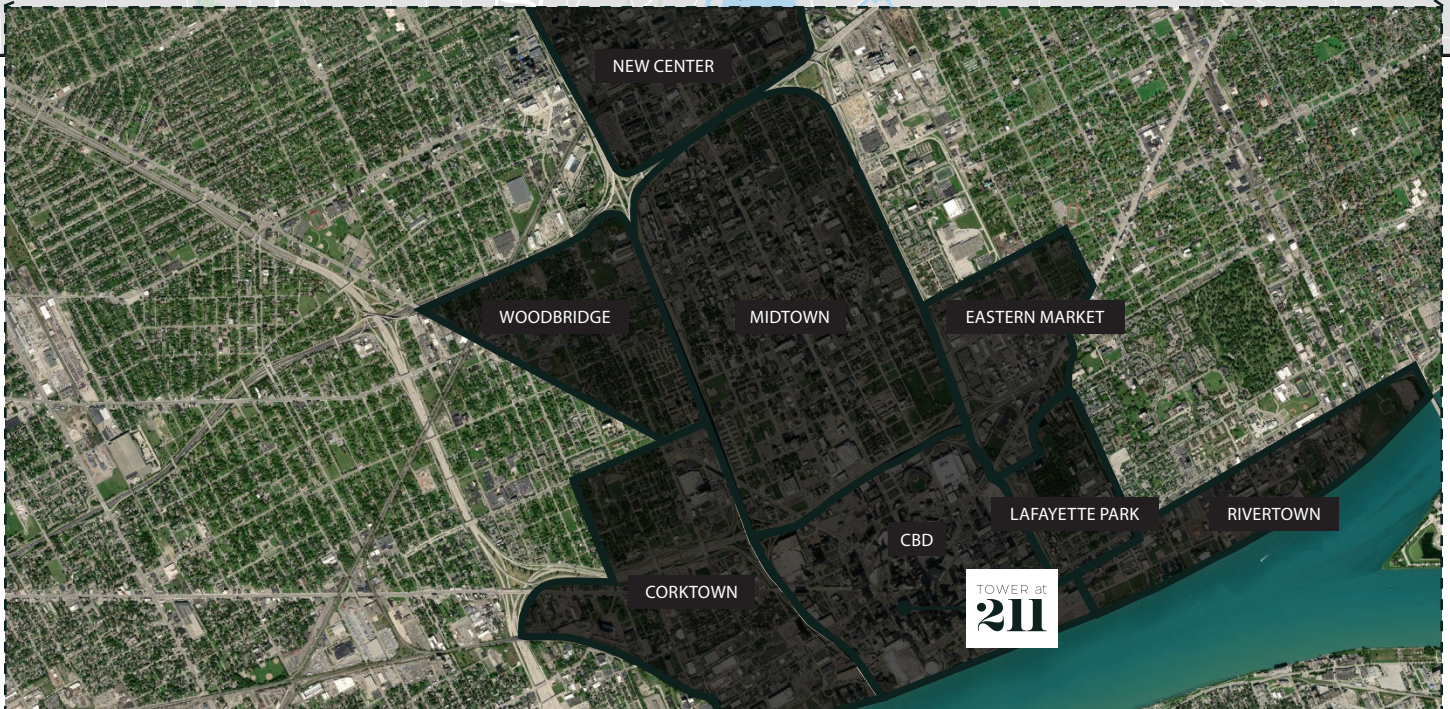 NEW CENTER
WOODBRIDGE
MIDTOWN
EASTERN MARKET
LAFAYETTE PARK
RIVERTOWN
CBD
CORKTOWN
TOWER at
211